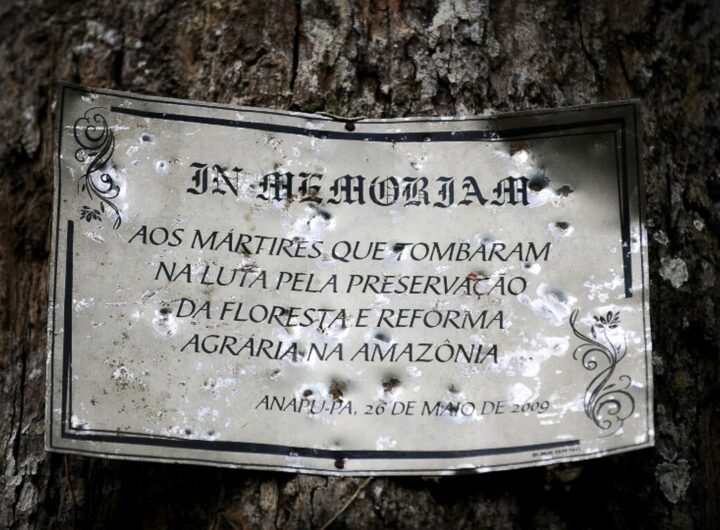 IN MEMORIAM
AOS MÁRTIRES QUE TOMBARAM
NA LUTA PELA PRESERVAÇÃO
DA FLORESTA E REFORMA
AGRÁRIA NA AMAZÔNIA
ANAPU-PA, 26 DE MAIO DE 2009